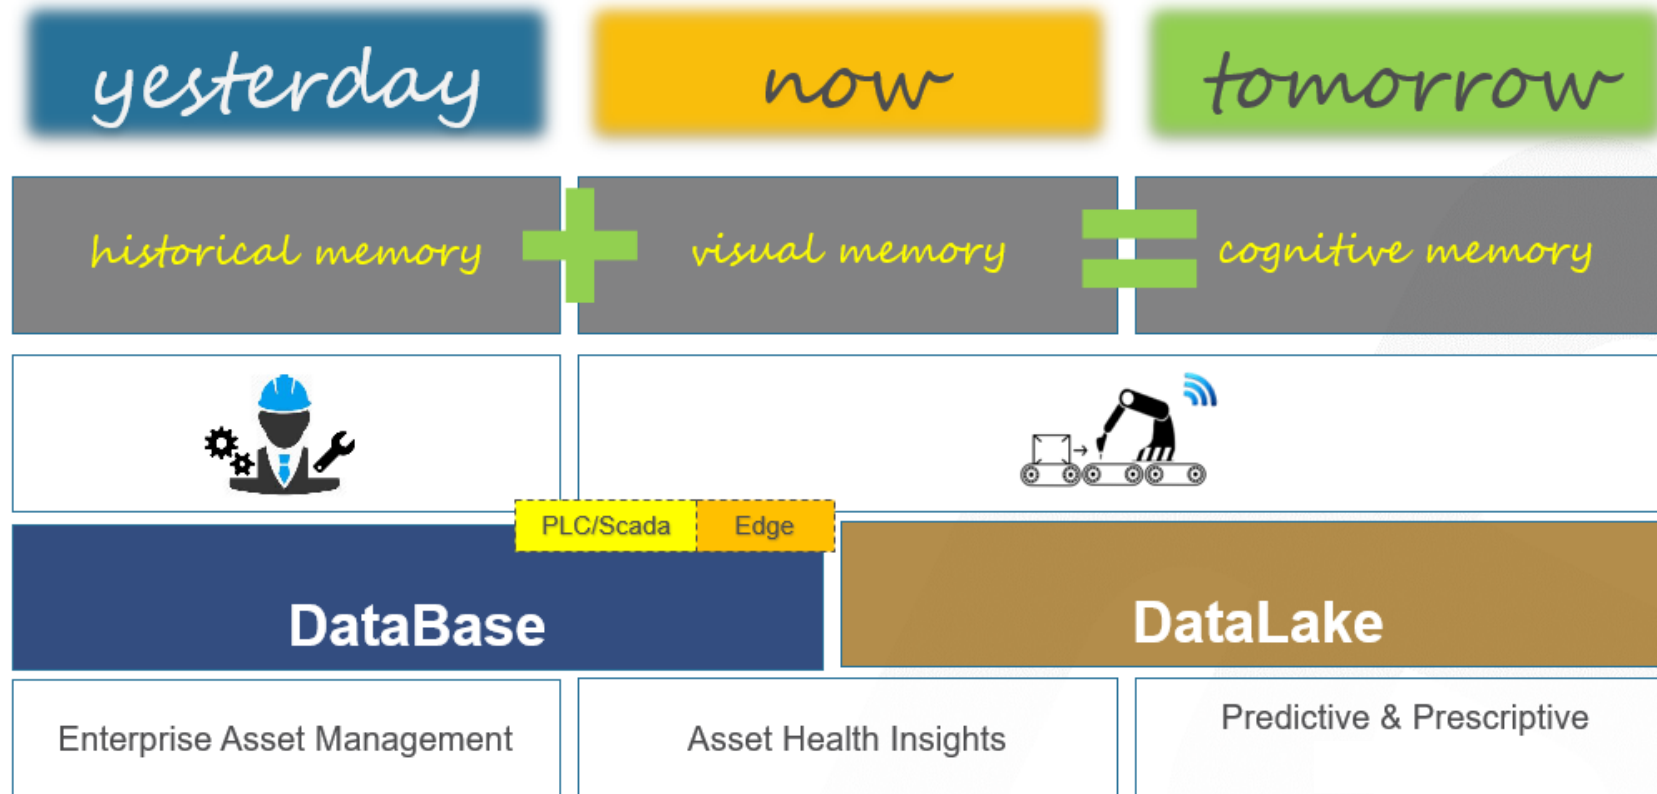 yesterday
now
tomorrow
historical memory
visual memory
cognitive memory
PLC/Scada
Edge
DataBase
DataLake
Enterprise Asset Management
Asset Health Insights
Predictive & Prescriptive